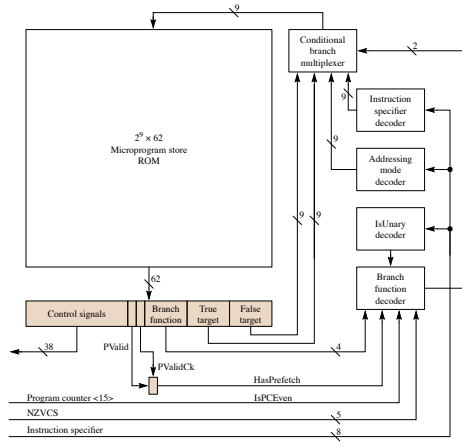 9
Conditional
branch
multiplexer
2
9
Instruction
specifier
decoder
2⁹ × 62
Microprogram store
ROM
9
Addressing
mode
decoder
IsUnary
decoder
9
9
62
Branch
function
decoder
Control signals
Branch
function
True
target
False
target
38
PValid
4
PValidCk
HasPrefetch
Program counter <15>
IsPCEven
NZVCS
5
Instruction specifier
8